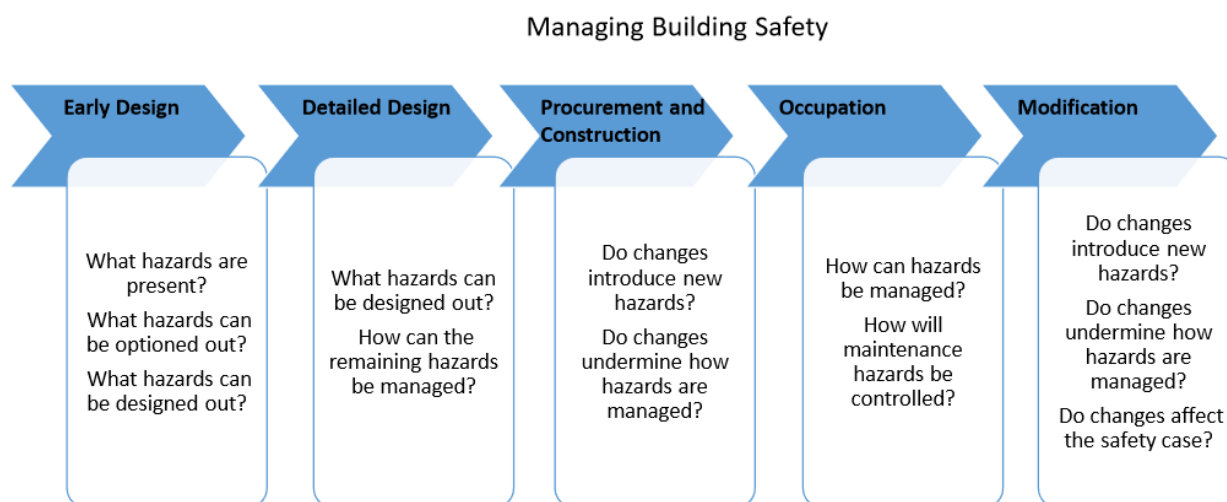 Managing Building Safety
Early Design
What hazards are
present?
What hazards can
be optioned out?
What hazards can
be designed out?
Detailed Design
What hazards can
be designed out?
How can the
remaining hazards
be managed?
Procurement and
Construction
Do changes
introduce new
hazards?
Do changes
undermine how
hazards are
managed?
Occupation
How can hazards
be managed?
How will
maintenance
hazards be
controlled?
Modification
Do changes
introduce new
hazards?
Do changes
undermine how
hazards are
managed?
Do changes affect
the safety case?